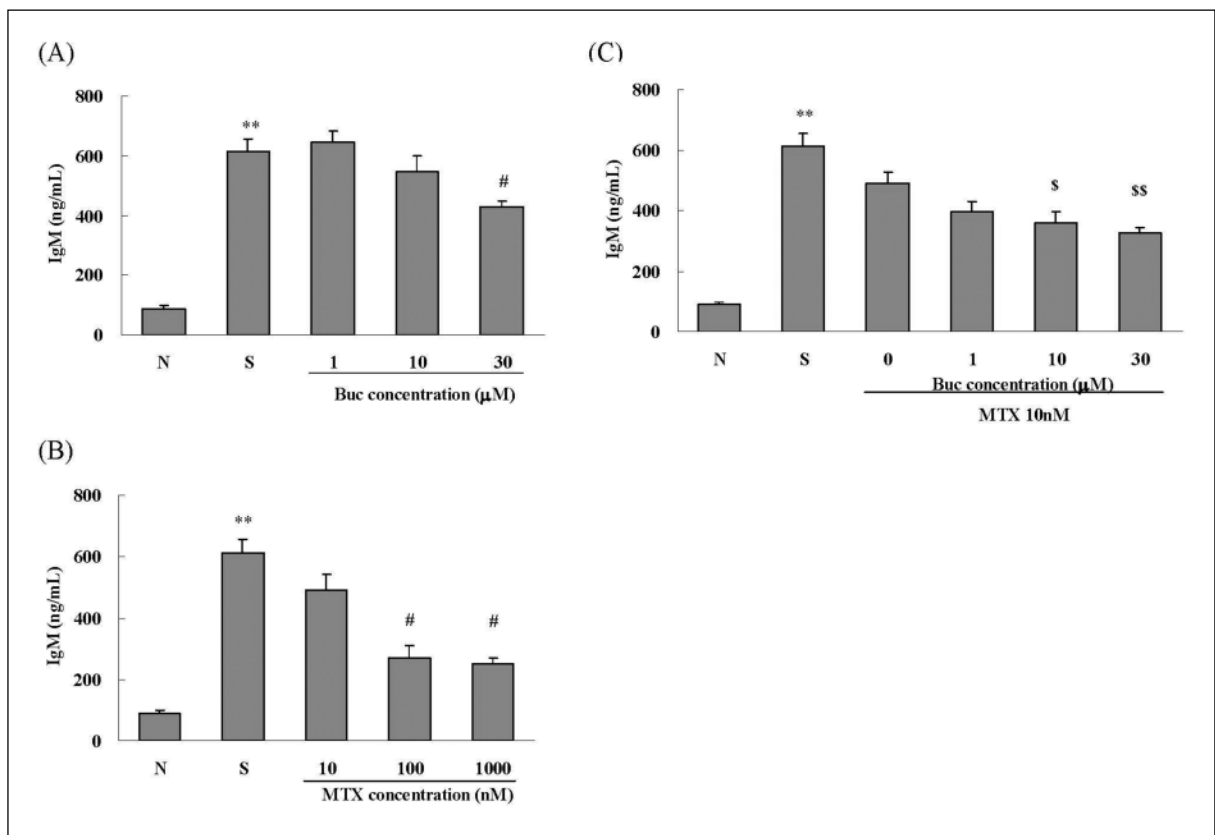 (A)
800
600
400
200
0
IgM (ng/mL)
**
#
N S 1 10 30
Buc concentration (μM)
(C)
800
600
400
200
0
IgM (ng/mL)
**
$
$$
N S 0 1 10 30
Buc concentration (μM)
MTX 10nM
(B)
800
600
400
200
0
IgM (ng/mL)
**
#
#
N S 10 100 1000
MTX concentration (nM)